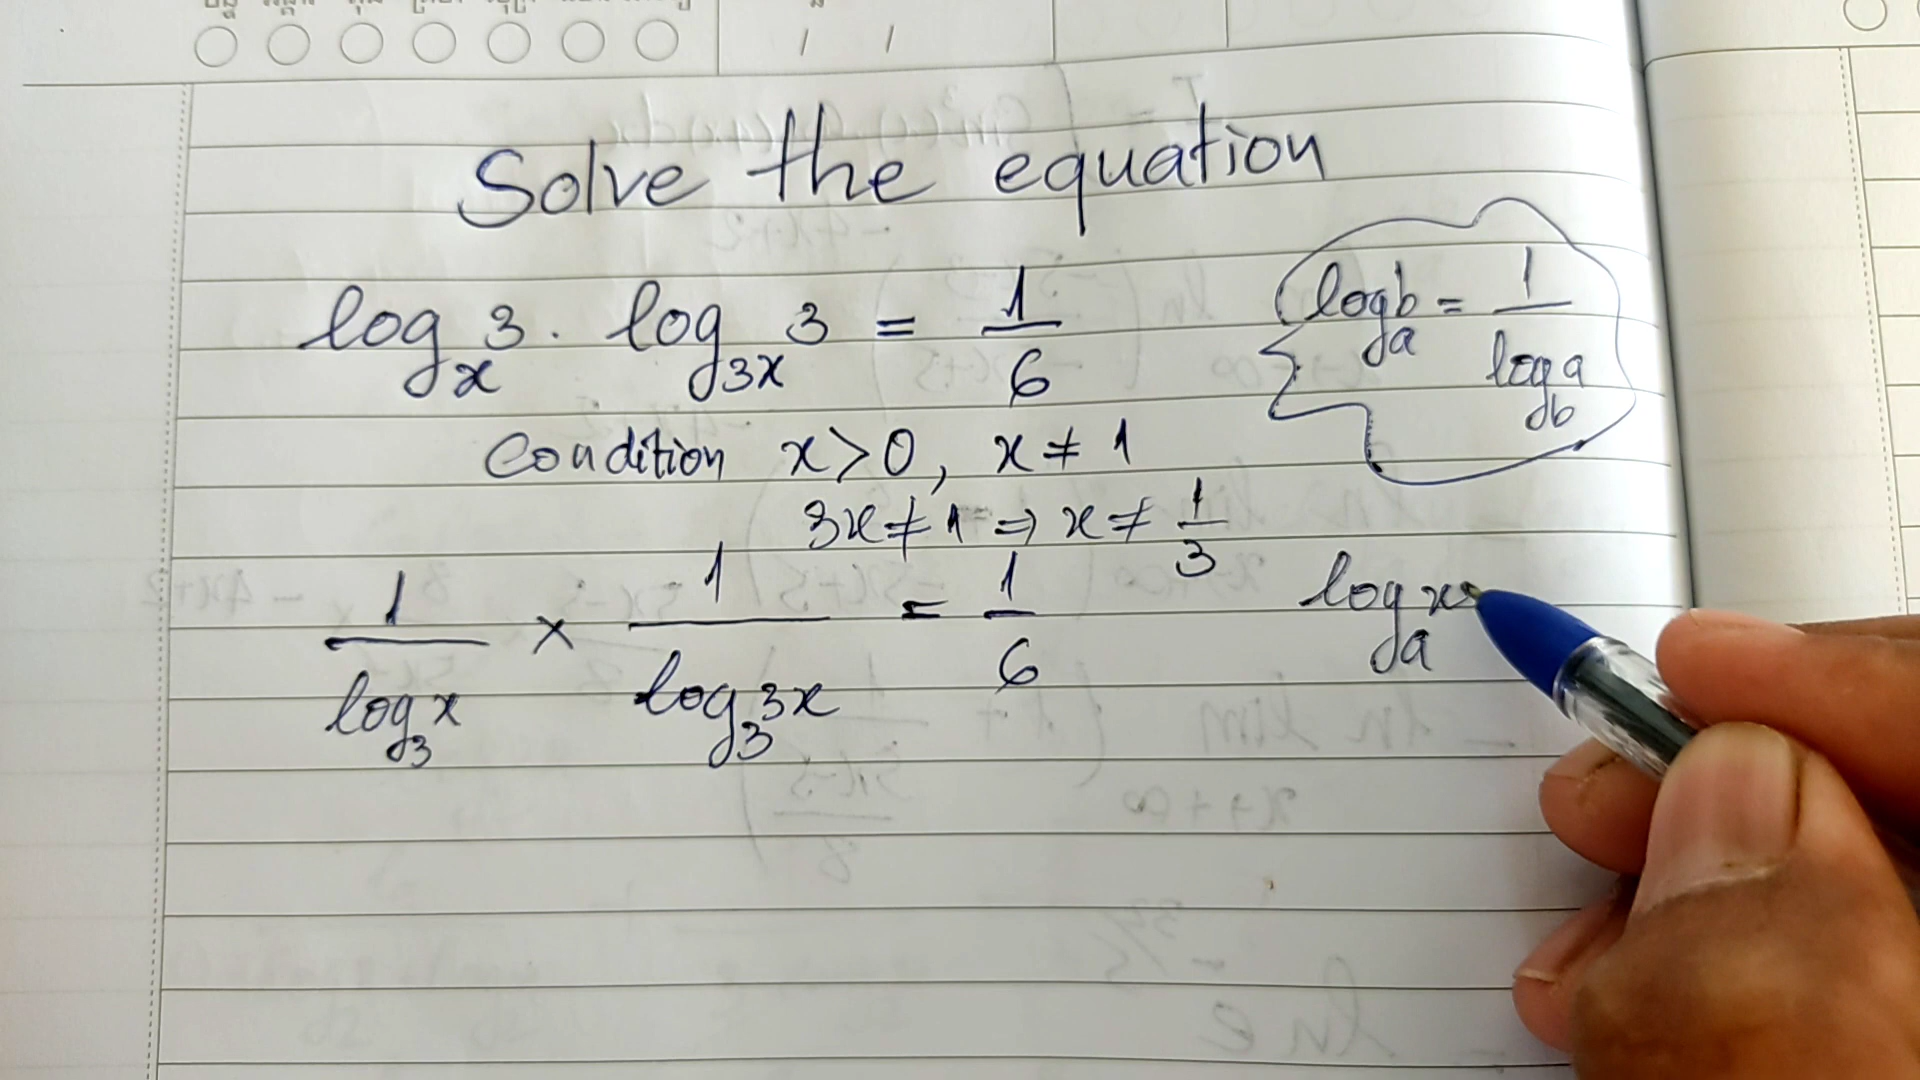 Solve the equation
log_x 3 . log_3x 3 = 1/6
log_a b = 1/log_b a
Condition x>0, x ≠ 1
3x ≠ 1 ⇒ x ≠ 1/3
1/log_3 x × 1/log_3 3x = 1/6
log_a x